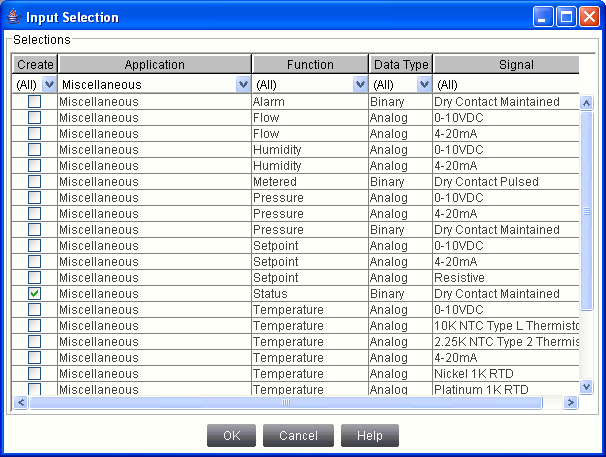 Input Selection
Selections
Create Application Function Data Type Signal
(All) Miscellaneous (All) (All) (All)
Miscellaneous Alarm Binary Dry Contact Maintained
Miscellaneous Flow Analog 0-10VDC
Miscellaneous Flow Analog 4-20mA
Miscellaneous Humidity Analog 0-10VDC
Miscellaneous Humidity Analog 4-20mA
Miscellaneous Metered Binary Dry Contact Pulsed
Miscellaneous Pressure Analog 0-10VDC
Miscellaneous Pressure Analog 4-20mA
Miscellaneous Pressure Binary Dry Contact Maintained
Miscellaneous Setpoint Analog 0-10VDC
Miscellaneous Setpoint Analog 4-20mA
Miscellaneous Setpoint Analog Resistive
Miscellaneous Status Binary Dry Contact Maintained
Miscellaneous Temperature Analog 0-10VDC
Miscellaneous Temperature Analog 10K NTC Type L Thermisto
Miscellaneous Temperature Analog 2.25K NTC Type 2 Thermis
Miscellaneous Temperature Analog 4-20mA
Miscellaneous Temperature Analog Nickel 1K RTD
Miscellaneous Temperature Analog Platinum 1K RTD
OK Cancel Help